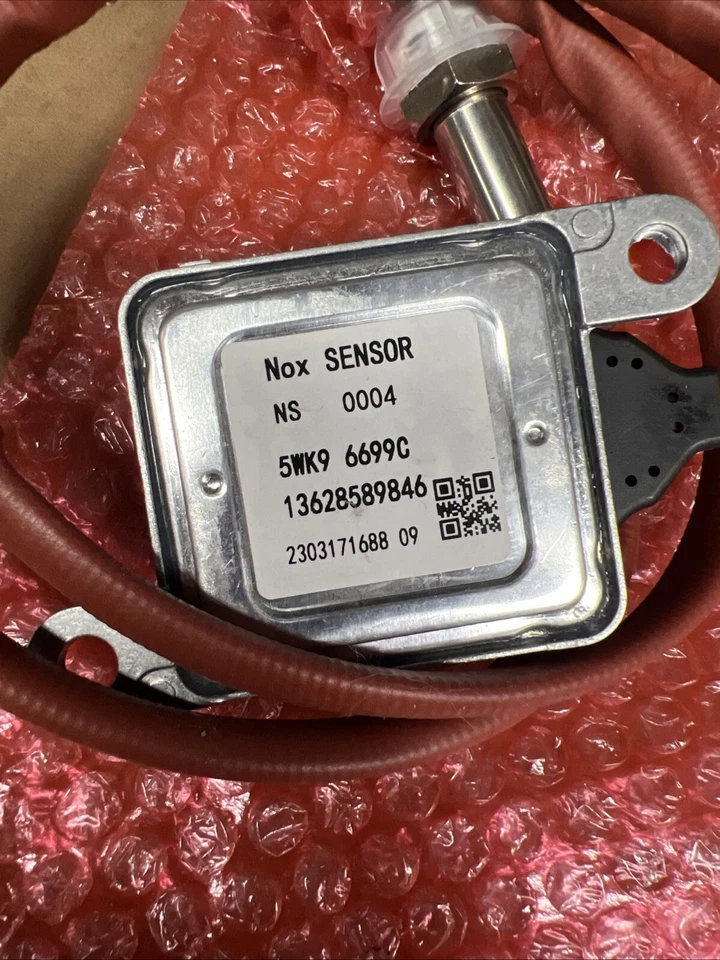 Nox SENSOR
NS 0004
5WK9 6699C
13628589846
2303171688 09